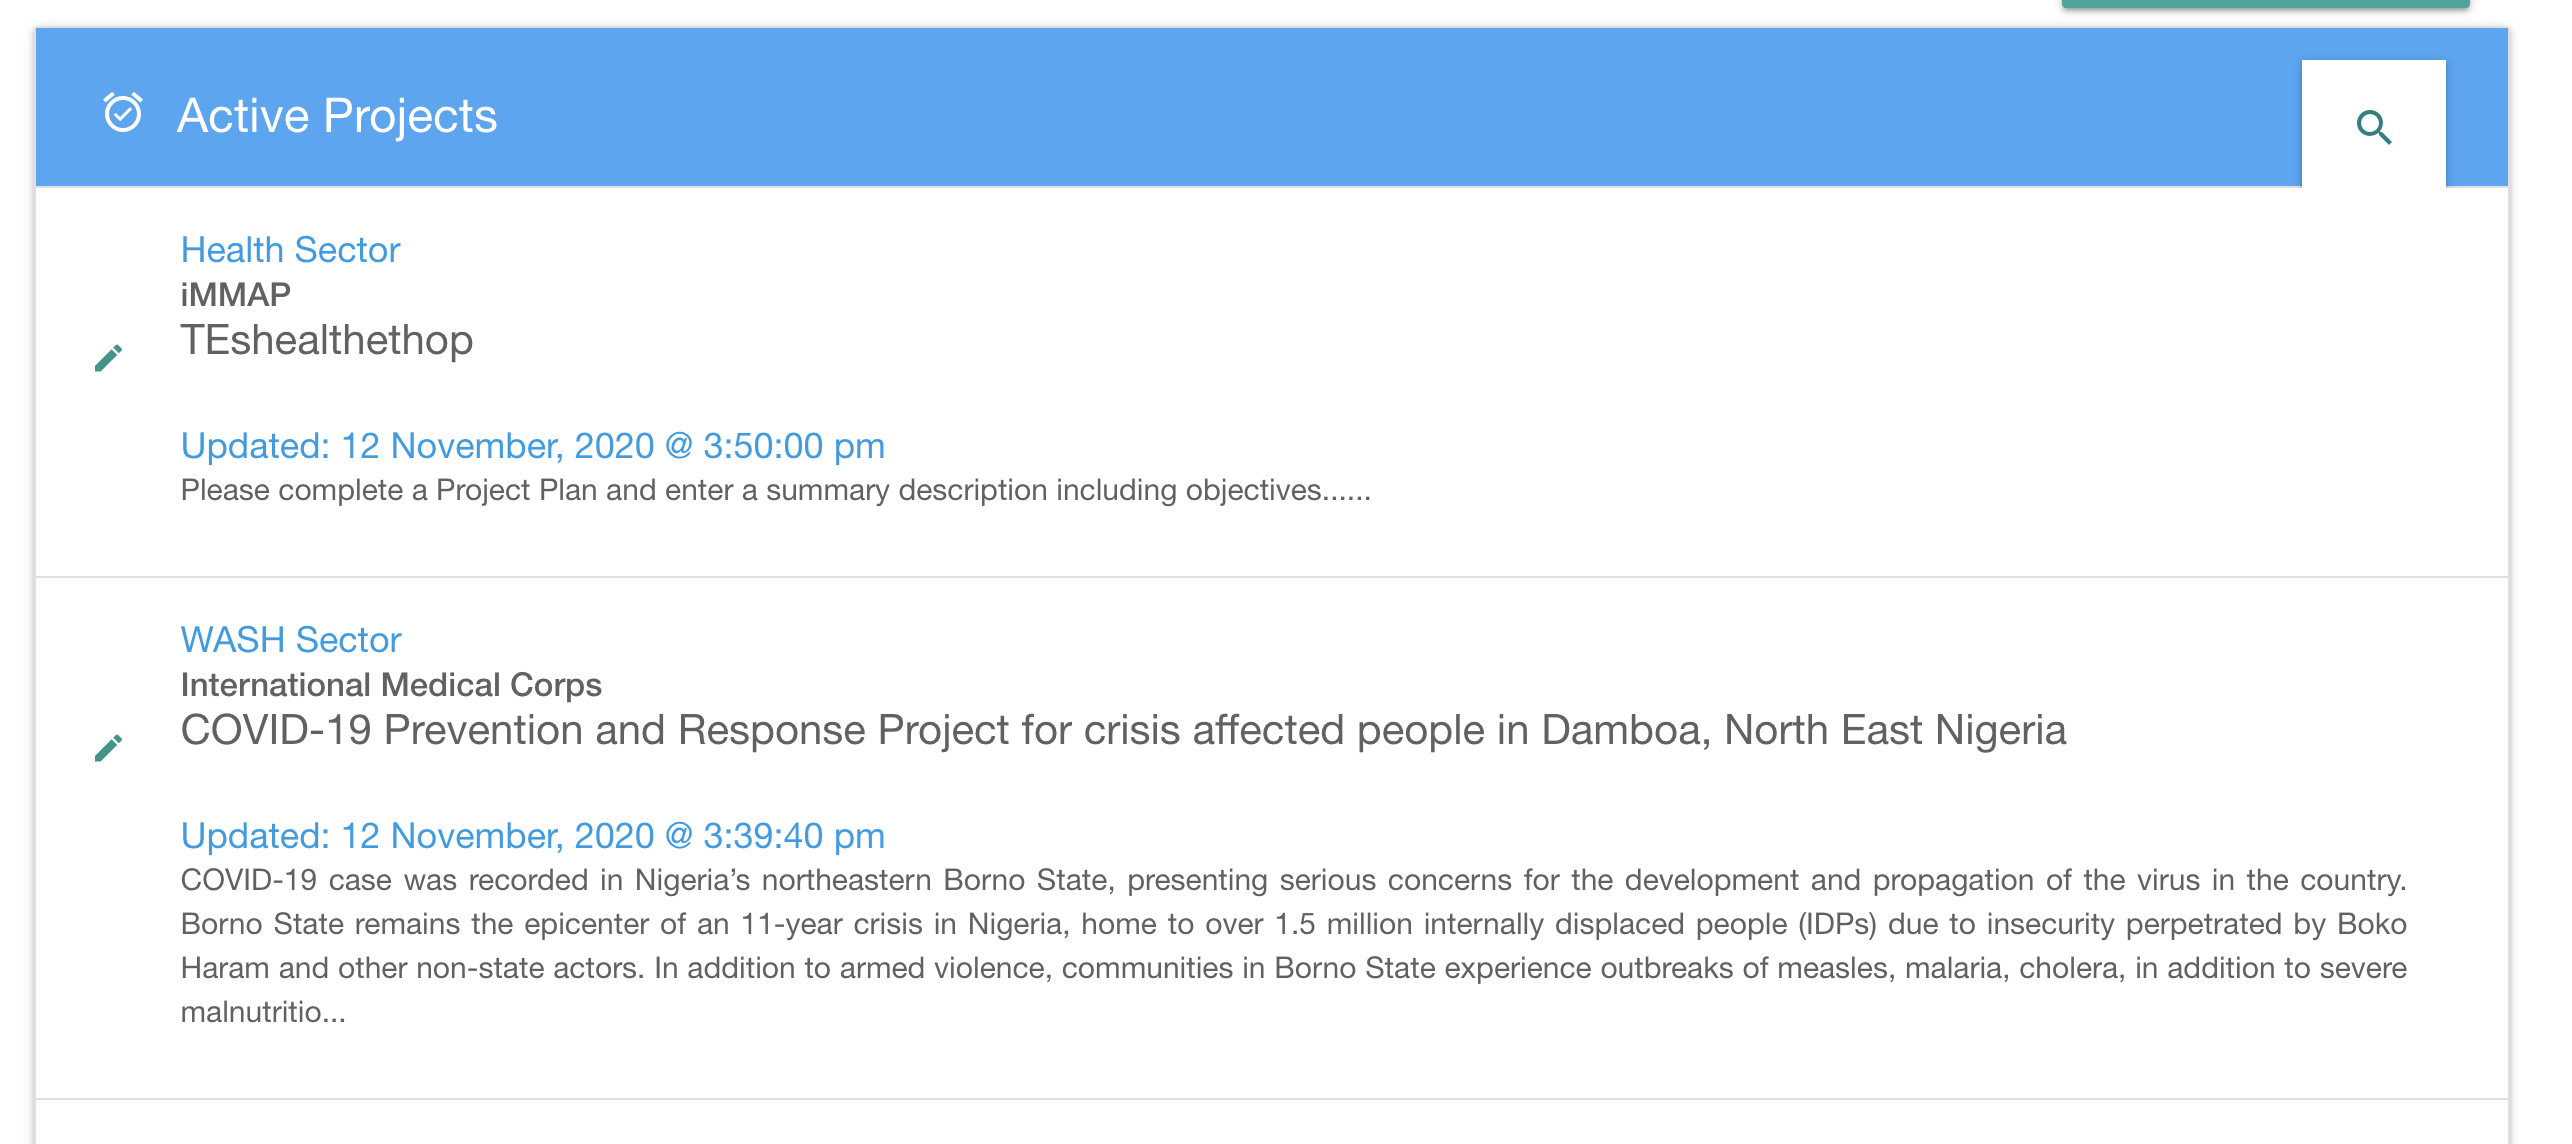 Active Projects
Health Sector
iMMAP
TEshealthethop
Updated: 12 November, 2020 @ 3:50:00 pm
Please complete a Project Plan and enter a summary description including objectives......
WASH Sector
International Medical Corps
COVID-19 Prevention and Response Project for crisis affected people in Damboa, North East Nigeria
Updated: 12 November, 2020 @ 3:39:40 pm
COVID-19 case was recorded in Nigeria’s northeastern Borno State, presenting serious concerns for the development and propagation of the virus in the country.
Borno State remains the epicenter of an 11-year crisis in Nigeria, home to over 1.5 million internally displaced people (IDPs) due to insecurity perpetrated by Boko
Haram and other non-state actors. In addition to armed violence, communities in Borno State experience outbreaks of measles, malaria, cholera, in addition to severe
malnutritio...